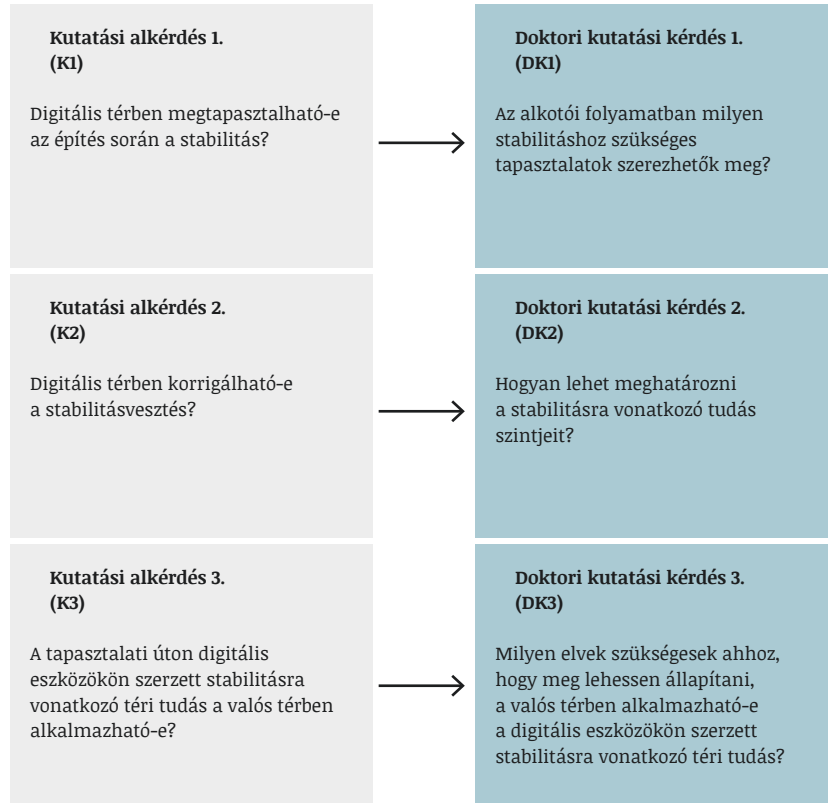 Kutatási alkérdés 1.
(K1)
Digitális térben megtapasztalható-e
az építés során a stabilitás?
Doktori kutatási kérdés 1.
(DK1)
Az alkotói folyamatban milyen
stabilitáshoz szükséges
tapasztalatok szerezhetők meg?
Kutatási alkérdés 2.
(K2)
Digitális térben korrigálható-e
a stabilitásvesztés?
Doktori kutatási kérdés 2.
(DK2)
Hogyan lehet meghatározni
a stabilitásra vonatkozó tudás
szintjeit?
Kutatási alkérdés 3.
(K3)
A tapasztalati úton digitális
eszközökön szerzett stabilitásra
vonatkozó téri tudás a valós térben
alkalmazható-e?
Doktori kutatási kérdés 3.
(DK3)
Milyen elvek szükségesek ahhoz,
hogy meg lehessen állapítani,
a valós térben alkalmazható-e
a digitális eszközökön szerzett
stabilitásra vonatkozó téri tudás?